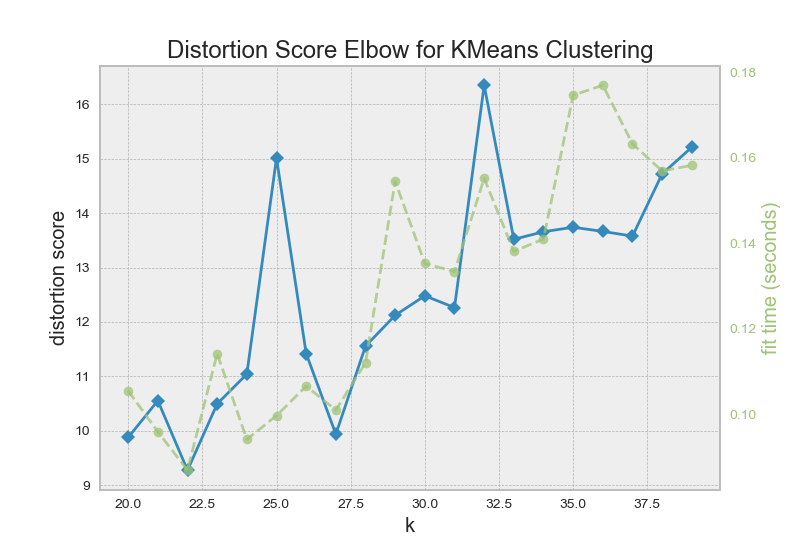 Distortion Score Elbow for KMeans Clustering
distortion score
16
15
14
13
12
11
10
9
20.0 22.5 25.0 27.5 30.0 32.5 35.0 37.5
k
0.18
0.16
0.14
0.12
0.10
fit time (seconds)